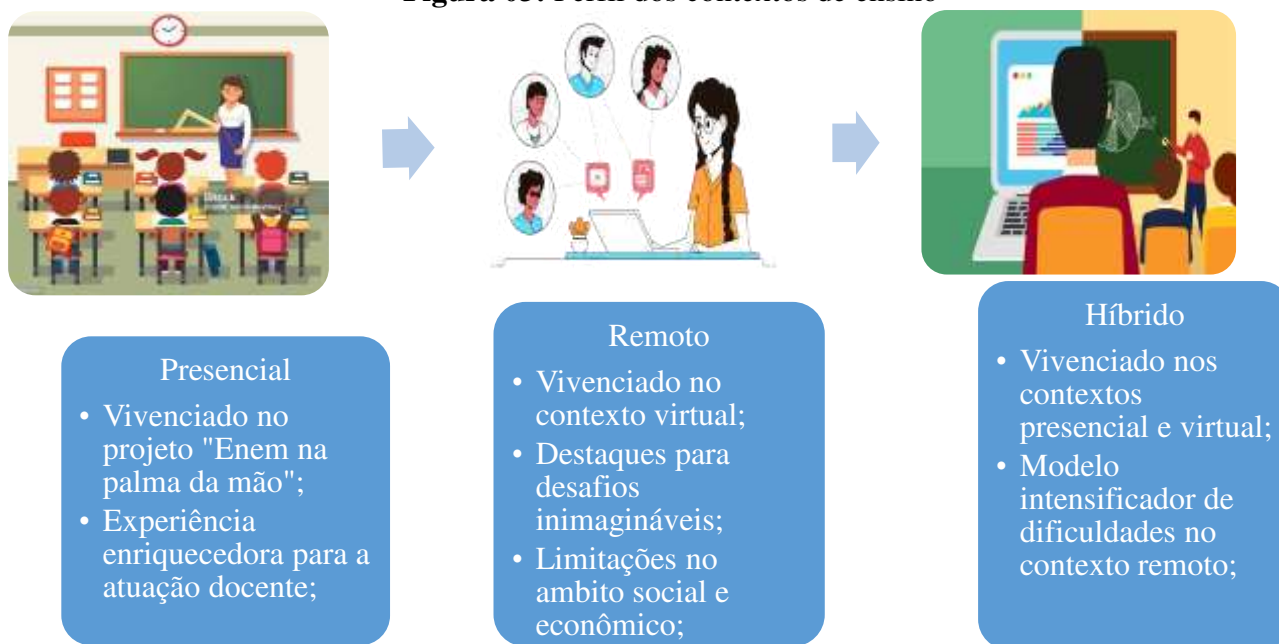 Presencial
• Vivenciado no
projeto "Enem na
palma da mão";
• Experiência
enriquecedora para a
atuação docente;
Remoto
• Vivenciado no
contexto virtual;
• Destaques para
desafios
inimagináveis;
• Limitações no
ambito social e
econômico;
Híbrido
• Vivenciado nos
contextos
presencial e virtual;
• Modelo
intensificador de
dificuldades no
contexto remoto;